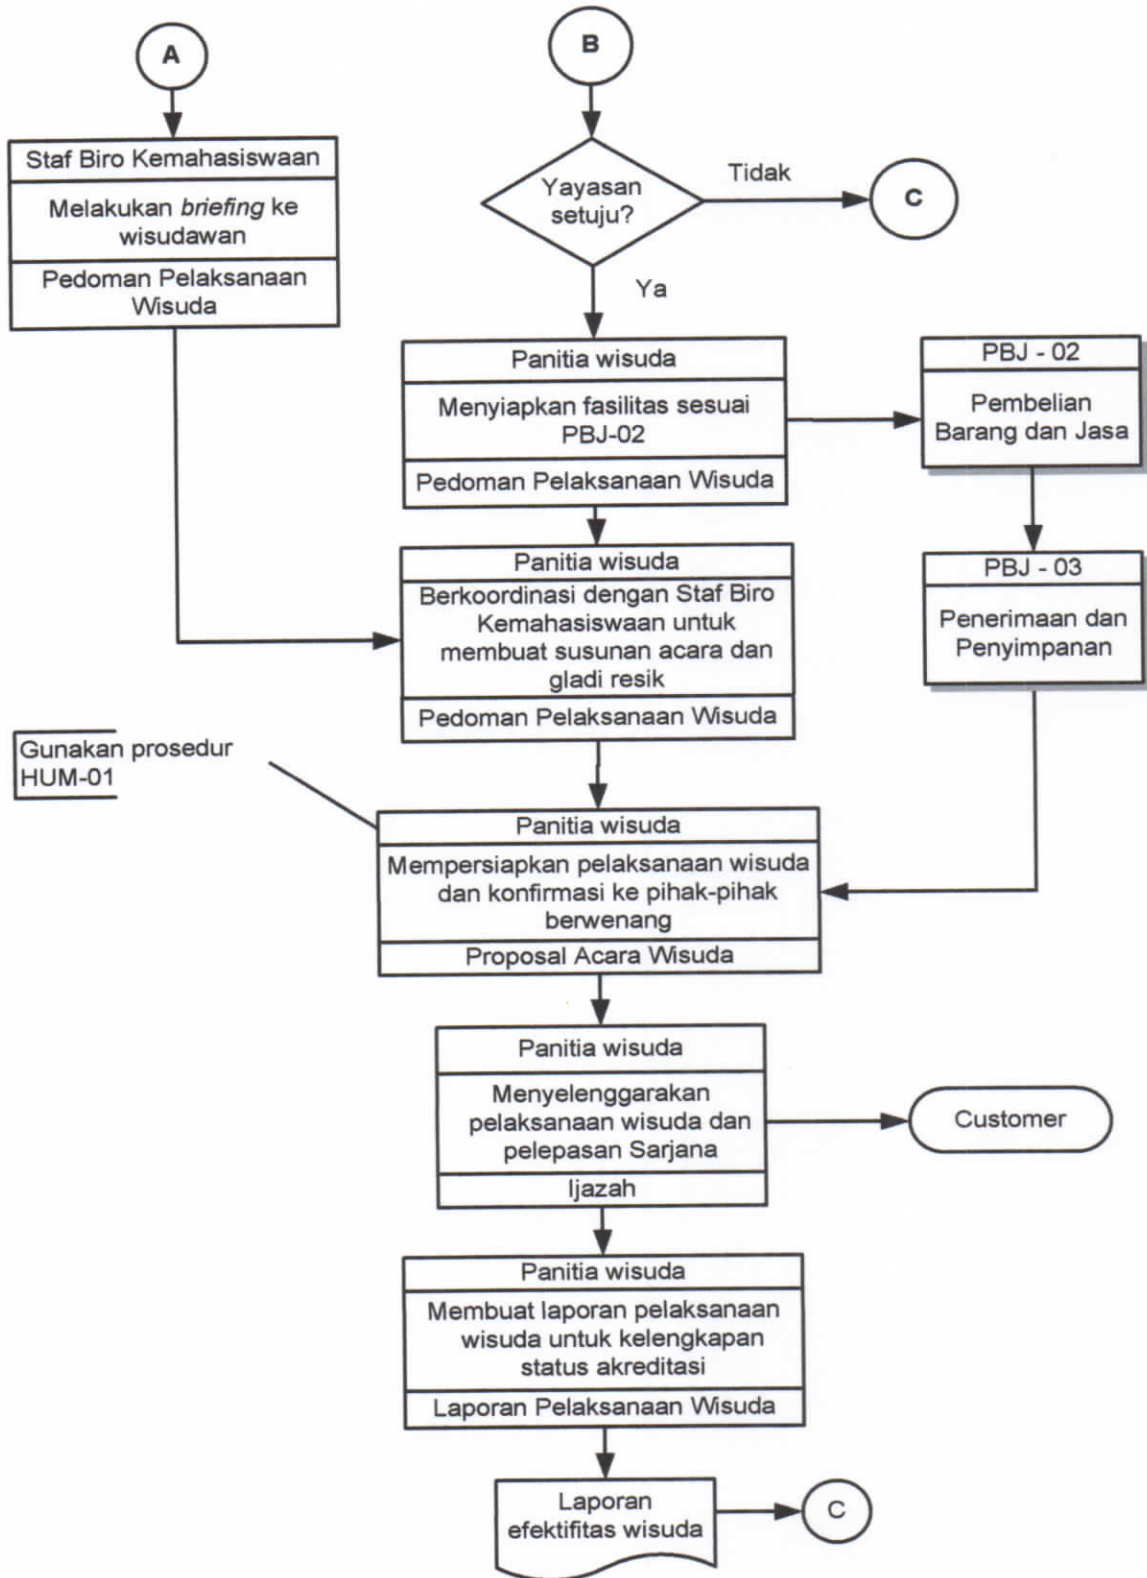 A
B
Staf Biro Kemahasiswaan
Melakukan briefing ke
wisudawan
Pedoman Pelaksanaan
Wisuda
Yayasan
setuju?
Tidak
C
Ya
Panitia wisuda
Menyiapkan fasilitas sesuai
PBJ-02
Pedoman Pelaksanaan Wisuda
PBJ - 02
Pembelian
Barang dan Jasa
Panitia wisuda
Berkoordinasi dengan Staf Biro
Kemahasiswaan untuk
membuat susunan acara dan
gladi resik
Pedoman Pelaksanaan Wisuda
PBJ - 03
Penerimaan dan
Penyimpanan
Gunakan prosedur
HUM-01
Panitia wisuda
Mempersiapkan pelaksanaan wisuda
dan konfirmasi ke pihak-pihak
berwenang
Proposal Acara Wisuda
Panitia wisuda
Menyelenggarakan
pelaksanaan wisuda dan
pelepasan Sarjana
Ijazah
Customer
Panitia wisuda
Membuat laporan pelaksanaan
wisuda untuk kelengkapan
status akreditasi
Laporan Pelaksanaan Wisuda
Laporan
efektifitas wisuda
C